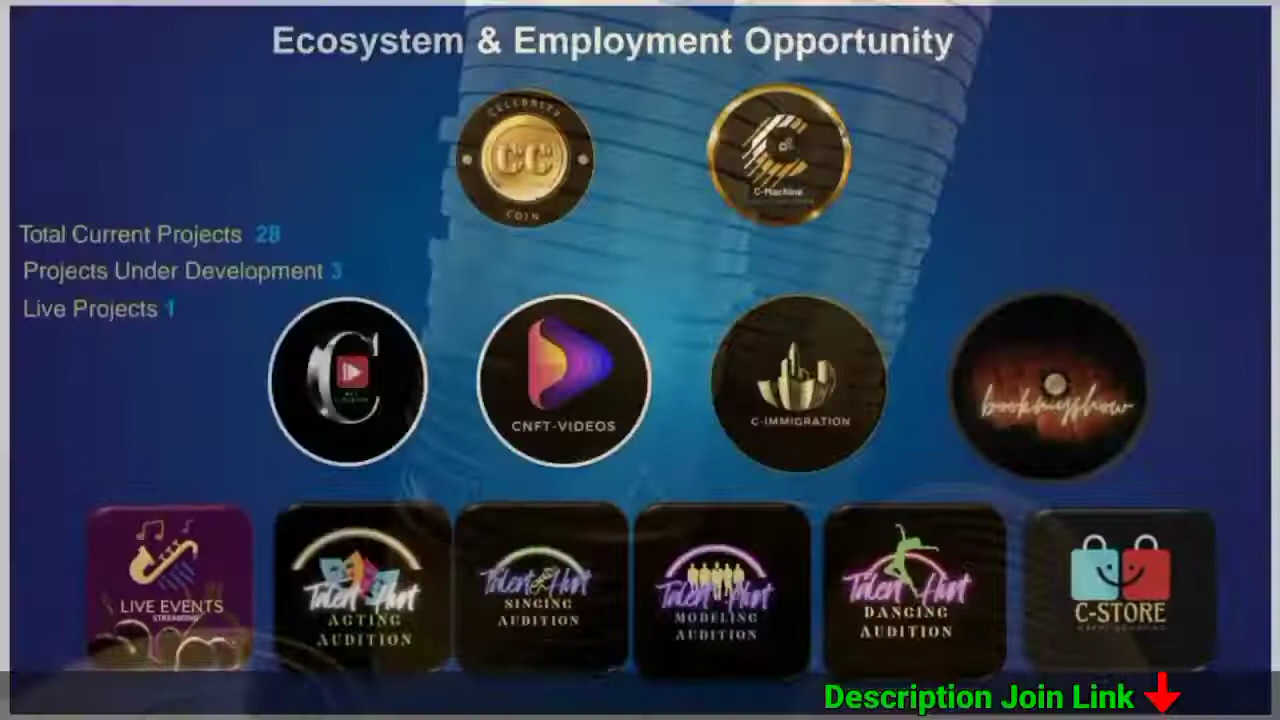 Ecosystem & Employment Opportunity
CELEBRITY
CC
COIN
C
C-Machine
Total Current Projects 28
Projects Under Development 3
Live Projects 1
C
CNFT-VIDEOS
C-IMMIGRATION
bookmyshow
LIVE EVENTS
STREAMING
Talent Hunt
ACTING
AUDITION
Talent Hunt
SINGING
AUDITION
Talent Hunt
MODELING
AUDITION
Talent Hunt
DANCING
AUDITION
C-STORE
Description Join Link